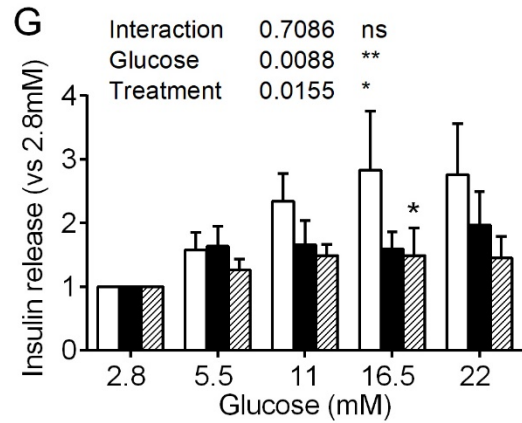 G
Interaction 0.7086 ns
Glucose 0.0088 **
Treatment 0.0155 *
Insulin release (vs 2.8mM)
4
3
2
1
0
*
2.8 5.5 11 16.5 22
Glucose (mM)